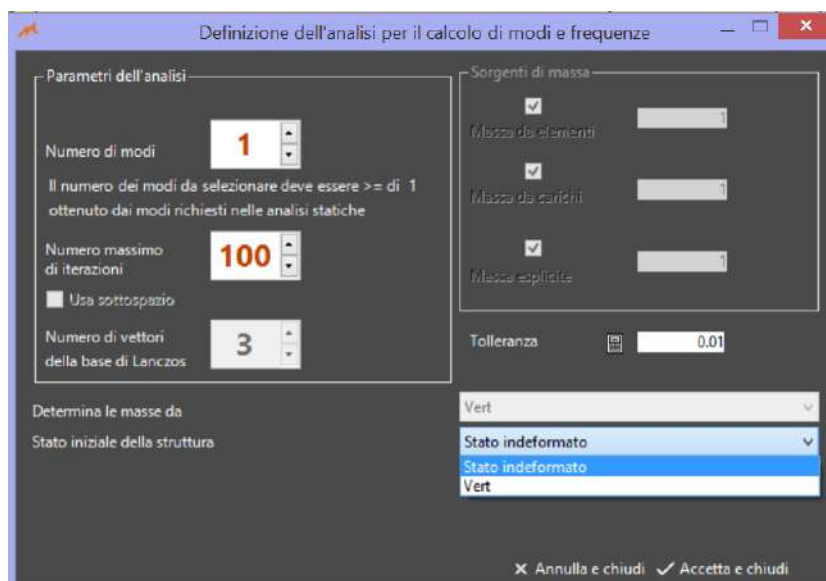 Definizione dell'analisi per il calcolo di modi e frequenze
Parametri dell'analisi
Numero di modi
1
Il numero dei modi da selezionare deve essere >= di 1
ottenuto dai modi richiesti nelle analisi statiche
Numero massimo
di iterazioni
100
Usa sottospazio
Numero di vettori
della base di Lanczos
3
Sorgenti di massa
Massa da elementi
1
Massa da carichi
1
Masse esplicite
1
Tolleranza
0.01
Determina le masse da
Vert
Stato iniziale della struttura
Stato indeformato
Stato indeformato
Vert
Annulla e chiudi
Accetta e chiudi